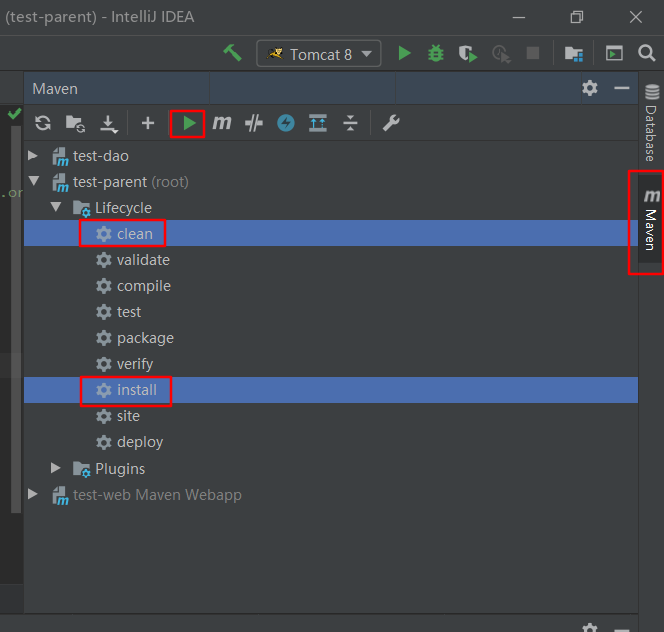 (test-parent) - IntelliJ IDEA
Tomcat 8
Maven
Database
.or
test-dao
test-parent (root)
Lifecycle
Maven
clean
validate
compile
test
package
verify
install
site
deploy
Plugins
test-web Maven Webapp